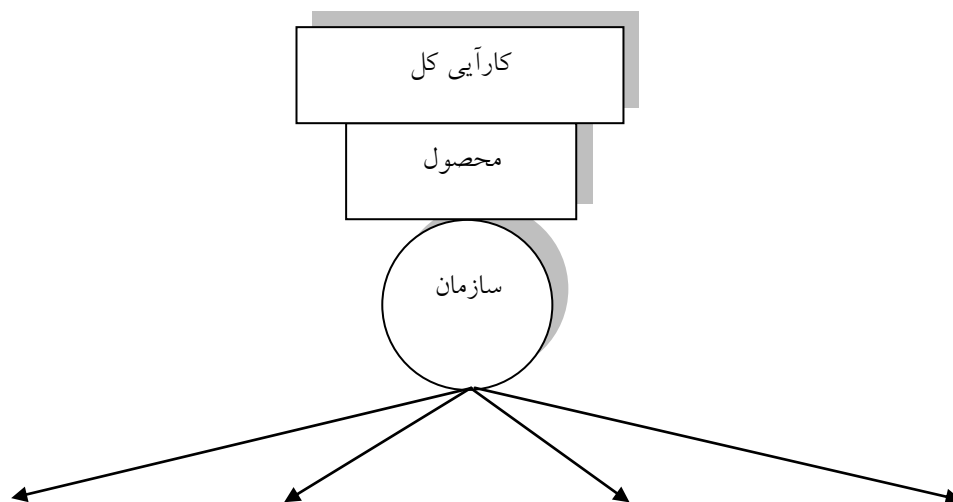 کارآیی کل
محصول
سازمان